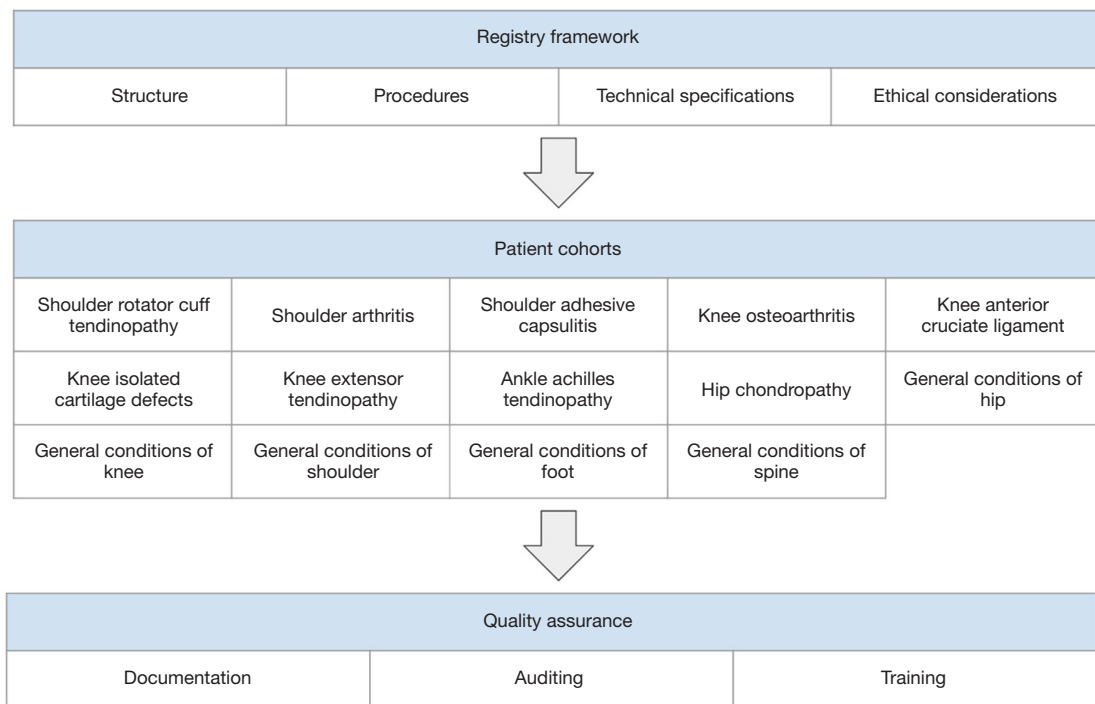 Registry framework
Structure
Procedures
Technical specifications
Ethical considerations
Patient cohorts
Shoulder rotator cuff
tendinopathy
Shoulder arthritis
Shoulder adhesive
capsulitis
Knee osteoarthritis
Knee anterior
cruciate ligament
Knee isolated
cartilage defects
Knee extensor
tendinopathy
Ankle achilles
tendinopathy
Hip chondropathy
General conditions of
hip
General conditions of
knee
General conditions of
shoulder
General conditions of
foot
General conditions of
spine
Quality assurance
Documentation
Auditing
Training